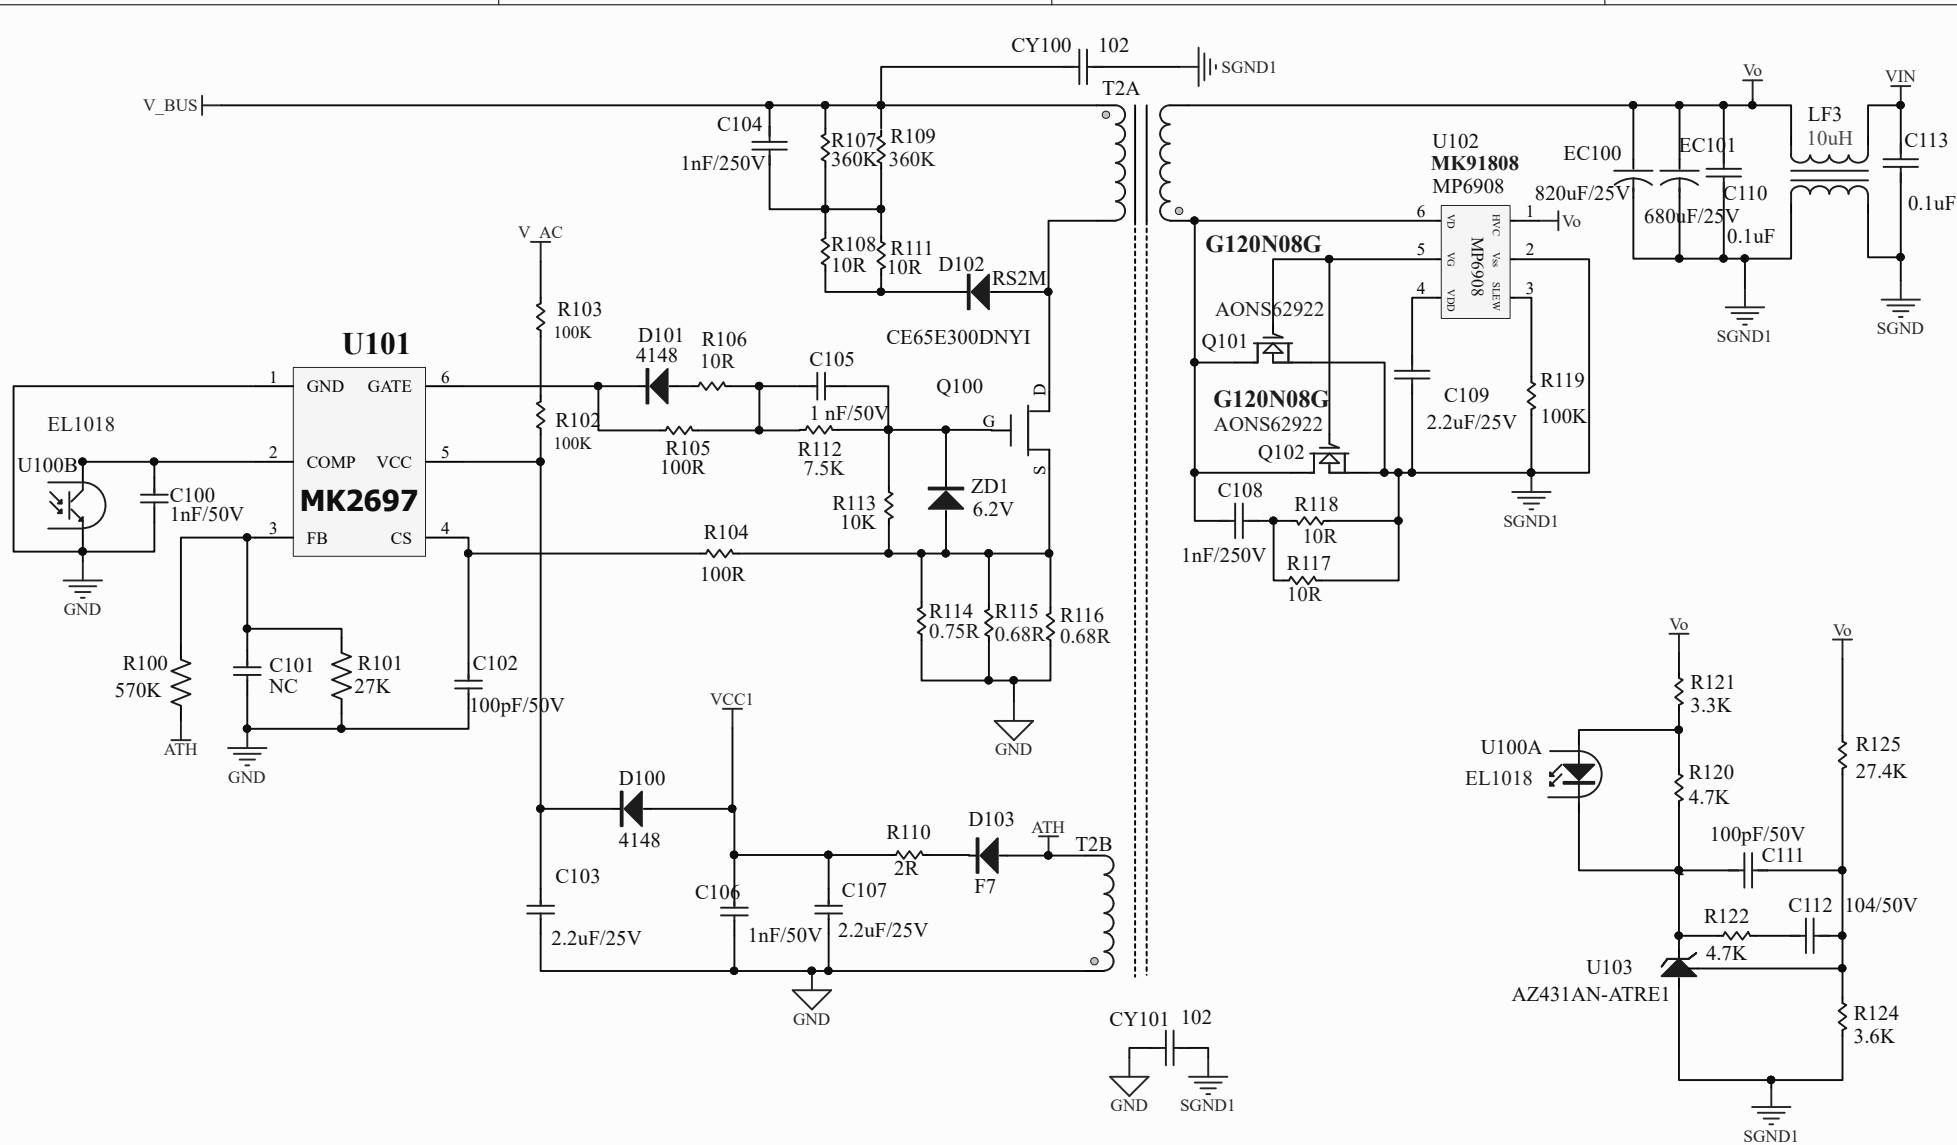 CY100 102
SGND1
T2A
V_BUS
C104
1nF/250V
R107
360K
R109
360K
R108
10R
R111
10R
D102
RS2M
CE65E300DNYI
V_AC
R103
100K
R102
100K
U101
1 GND GATE 6
2 COMP VCC 5
MK2697
3 FB CS 4
EL1018
U100B
C100
1nF/50V
GND
R100
570K
ATH
C101
NC
R101
27K
GND
C102
100pF/50V
D101
4148
R106
10R
C105
1 nF/50V
R105
100R
R112
7.5K
Q100
G
D
S
R113
10K
ZD1
6.2V
R104
100R
R114
0.75R
R115
0.68R
R116
0.68R
GND
VCC1
D100
4148
R110
2R
D103
F7
ATH
T2B
C103
2.2uF/25V
C106
1nF/50V
C107
2.2uF/25V
GND
CY101 102
GND
SGND1
U102
MK91808
MP6908
6 VD HVC 1 Vo
5 VG Vss 2
4 VDD SLEW 3
MP6908
G120N08G
AONS62922
Q101
G120N08G
AONS62922
Q102
C109
2.2uF/25V
R119
100K
SGND1
C108
1nF/250V
R118
10R
R117
10R
Vo
VIN
EC100
820uF/25V
EC101
680uF/25V
C110
0.1uF
LF3
10uH
C113
0.1uF
SGND1
SGND
Vo
Vo
R121
3.3K
U100A
EL1018
R120
4.7K
R125
27.4K
100pF/50V
C111
R122
4.7K
C112 104/50V
U103
AZ431AN-ATRE1
R124
3.6K
SGND1